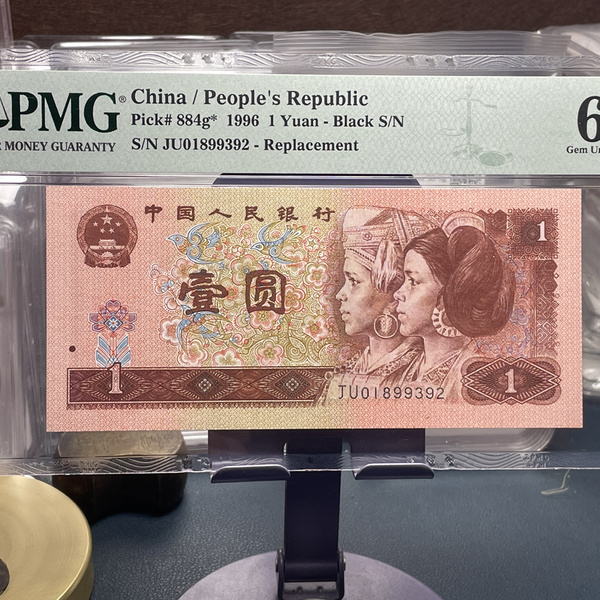 PMG®
MONEY GUARANTY
China / People's Republic
Pick# 884g* 1996 1 Yuan - Black S/N
S/N JU01899392 - Replacement
6
Gem Un
中国人民银行
1
壹圆
1
JU01899392
1